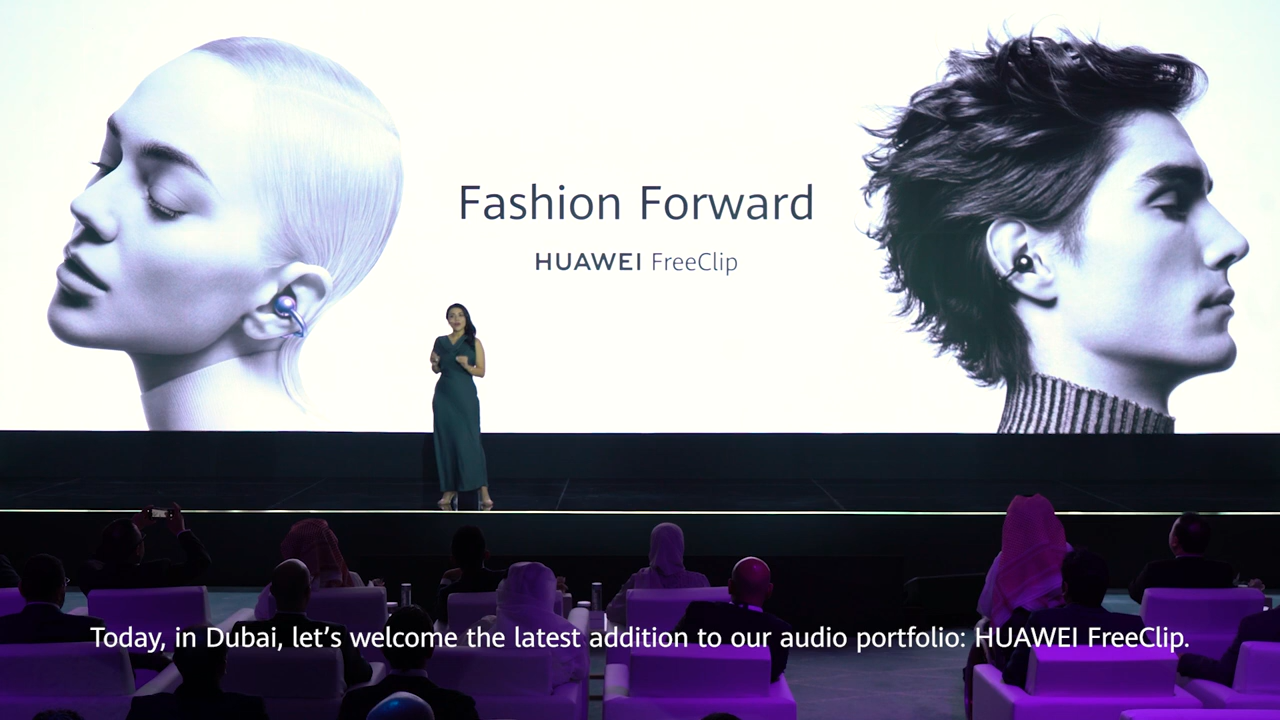 Fashion Forward
HUAWEI FreeClip
Today, in Dubai, let's welcome the latest addition to our audio portfolio: HUAWEI FreeClip.